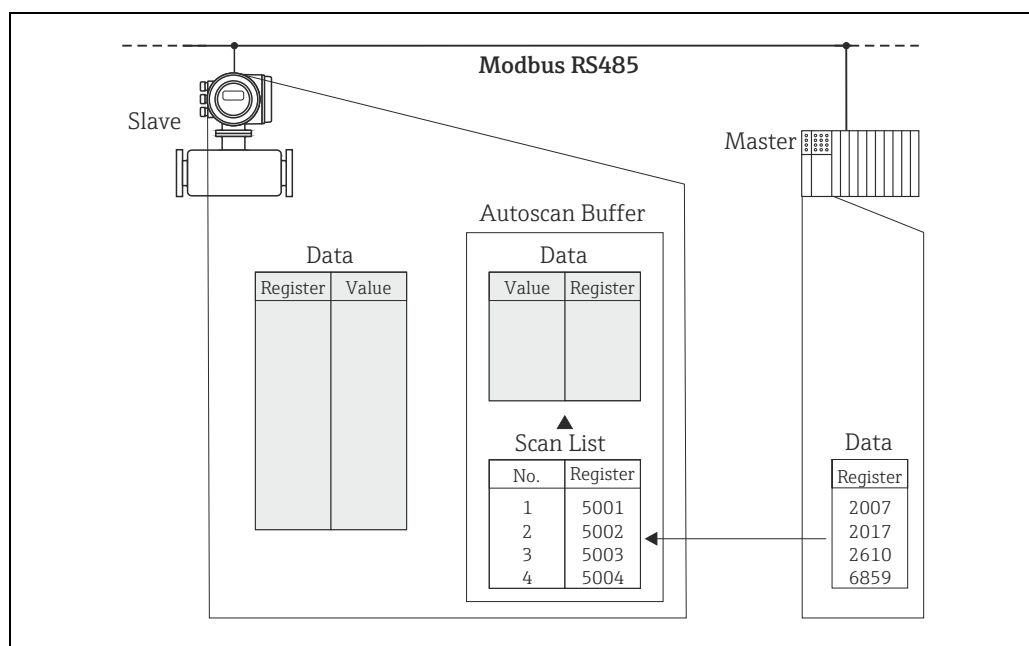 Modbus RS485
Slave
Master
Autoscan Buffer
Data
Data
Register Value
Value Register
Scan List
Data
No. Register
Register
1 5001
2007
2 5002
2017
3 5003
2610
4 5004
6859